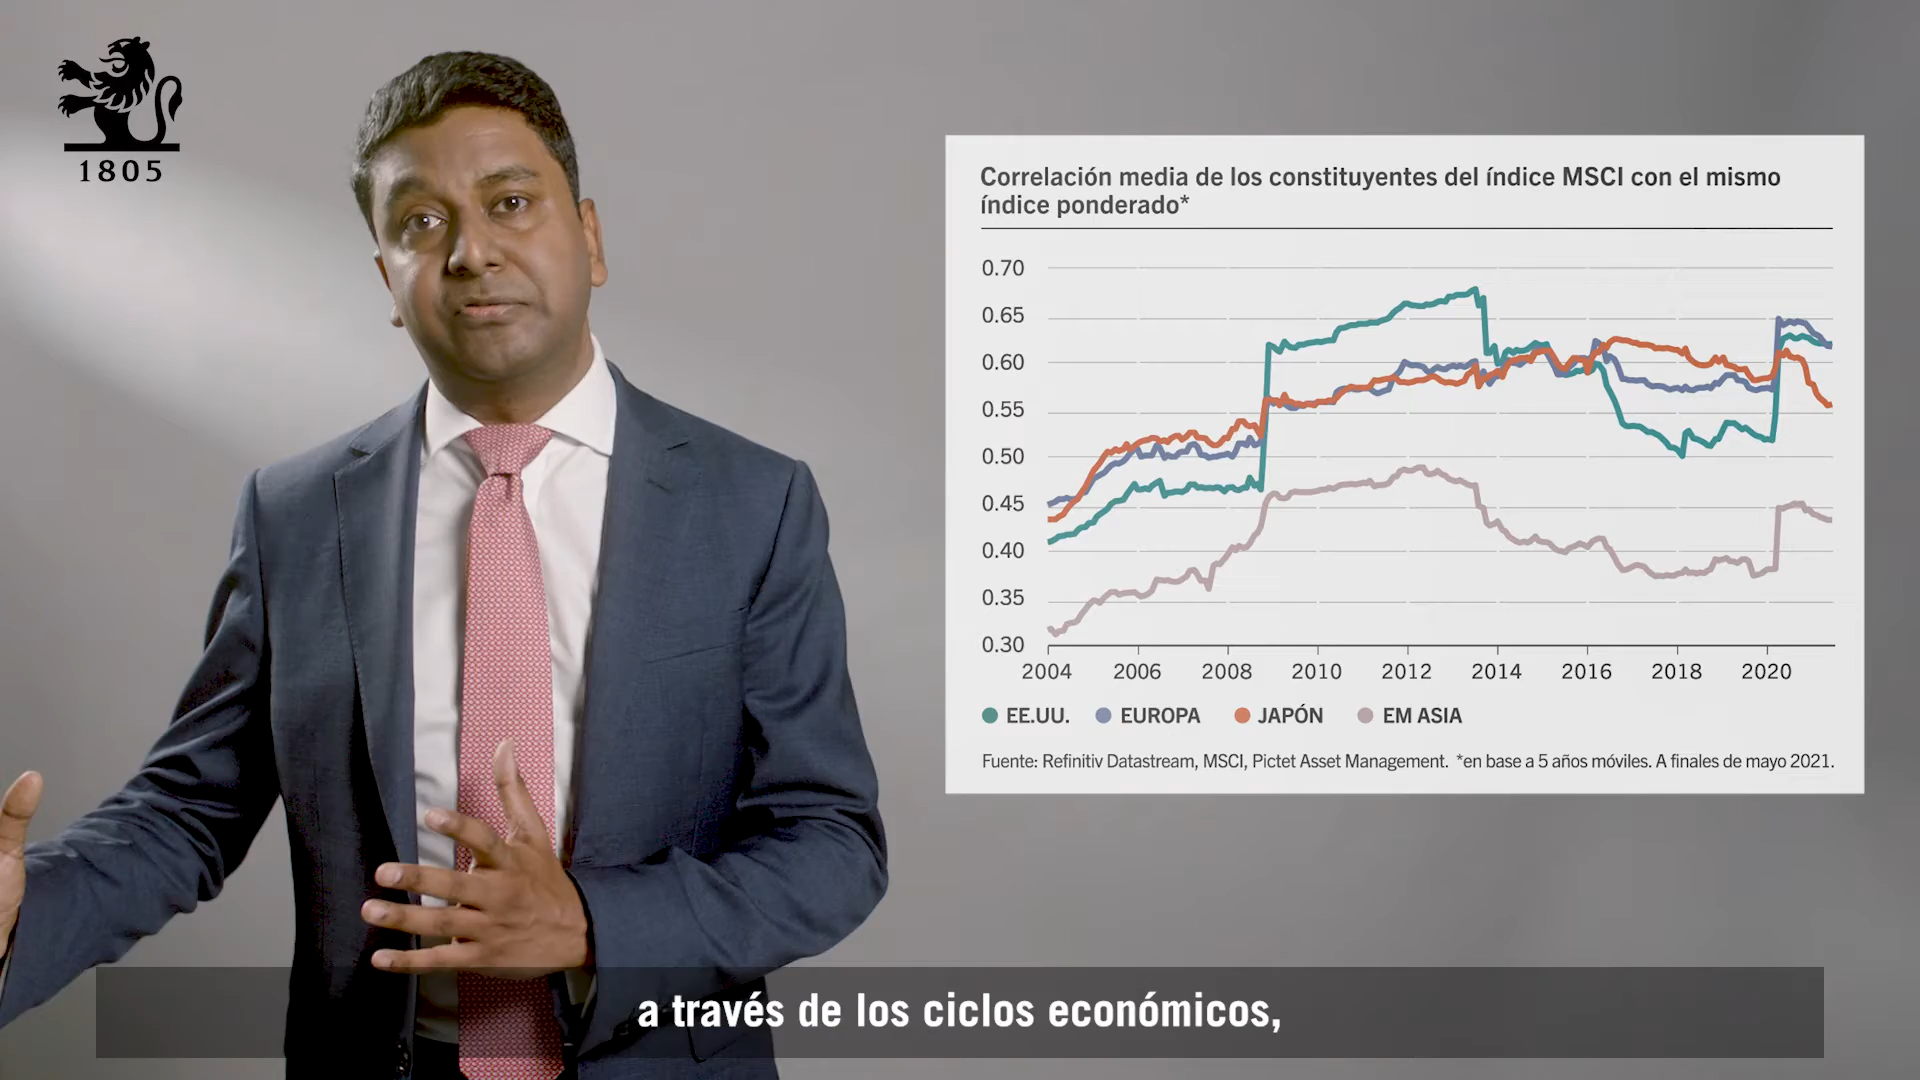 1805
Correlación media de los constituyentes del índice MSCI con el mismo
índice ponderado*
0.70
0.65
0.60
0.55
0.50
0.45
0.40
0.35
0.30
2004 2006 2008 2010 2012 2014 2016 2018 2020
EE.UU. EUROPA JAPÓN EM ASIA
Fuente: Refinitiv Datastream, MSCI, Pictet Asset Management. *en base a 5 años móviles. A finales de mayo 2021.
a través de los ciclos económicos,